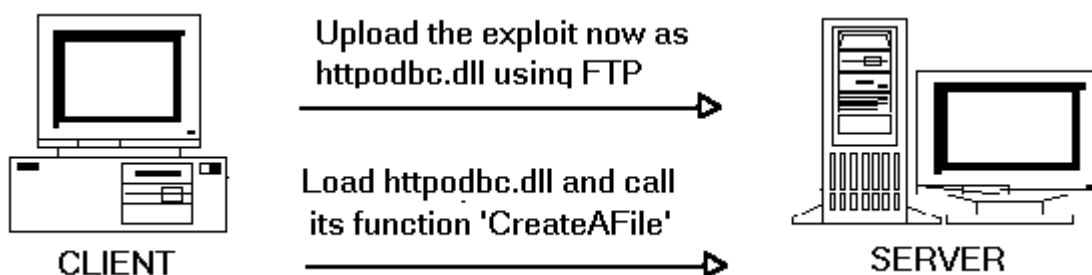 Upload the exploit now as
httpodbc.dll using FTP
Load httpodbc.dll and call
its function 'CreateAFile'
CLIENT
SERVER